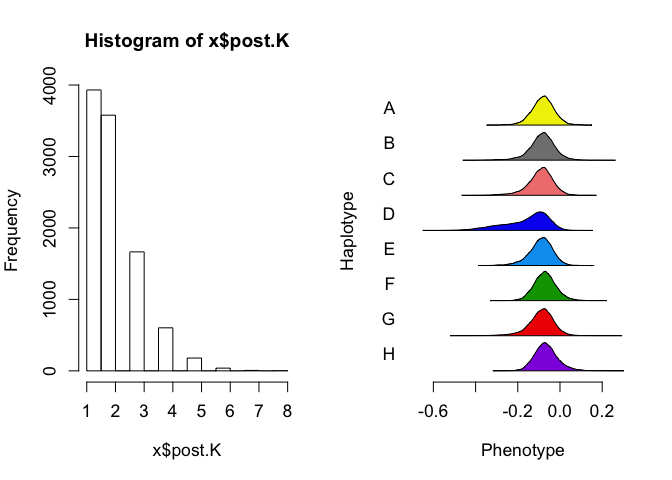 Histogram of x$post.K
Frequency
0
1000
2000
3000
4000
1 2 3 4 5 6 7 8
x$post.K
Haplotype
A
B
C
D
E
F
G
H
-0.6 -0.2 0.0 0.2
Phenotype